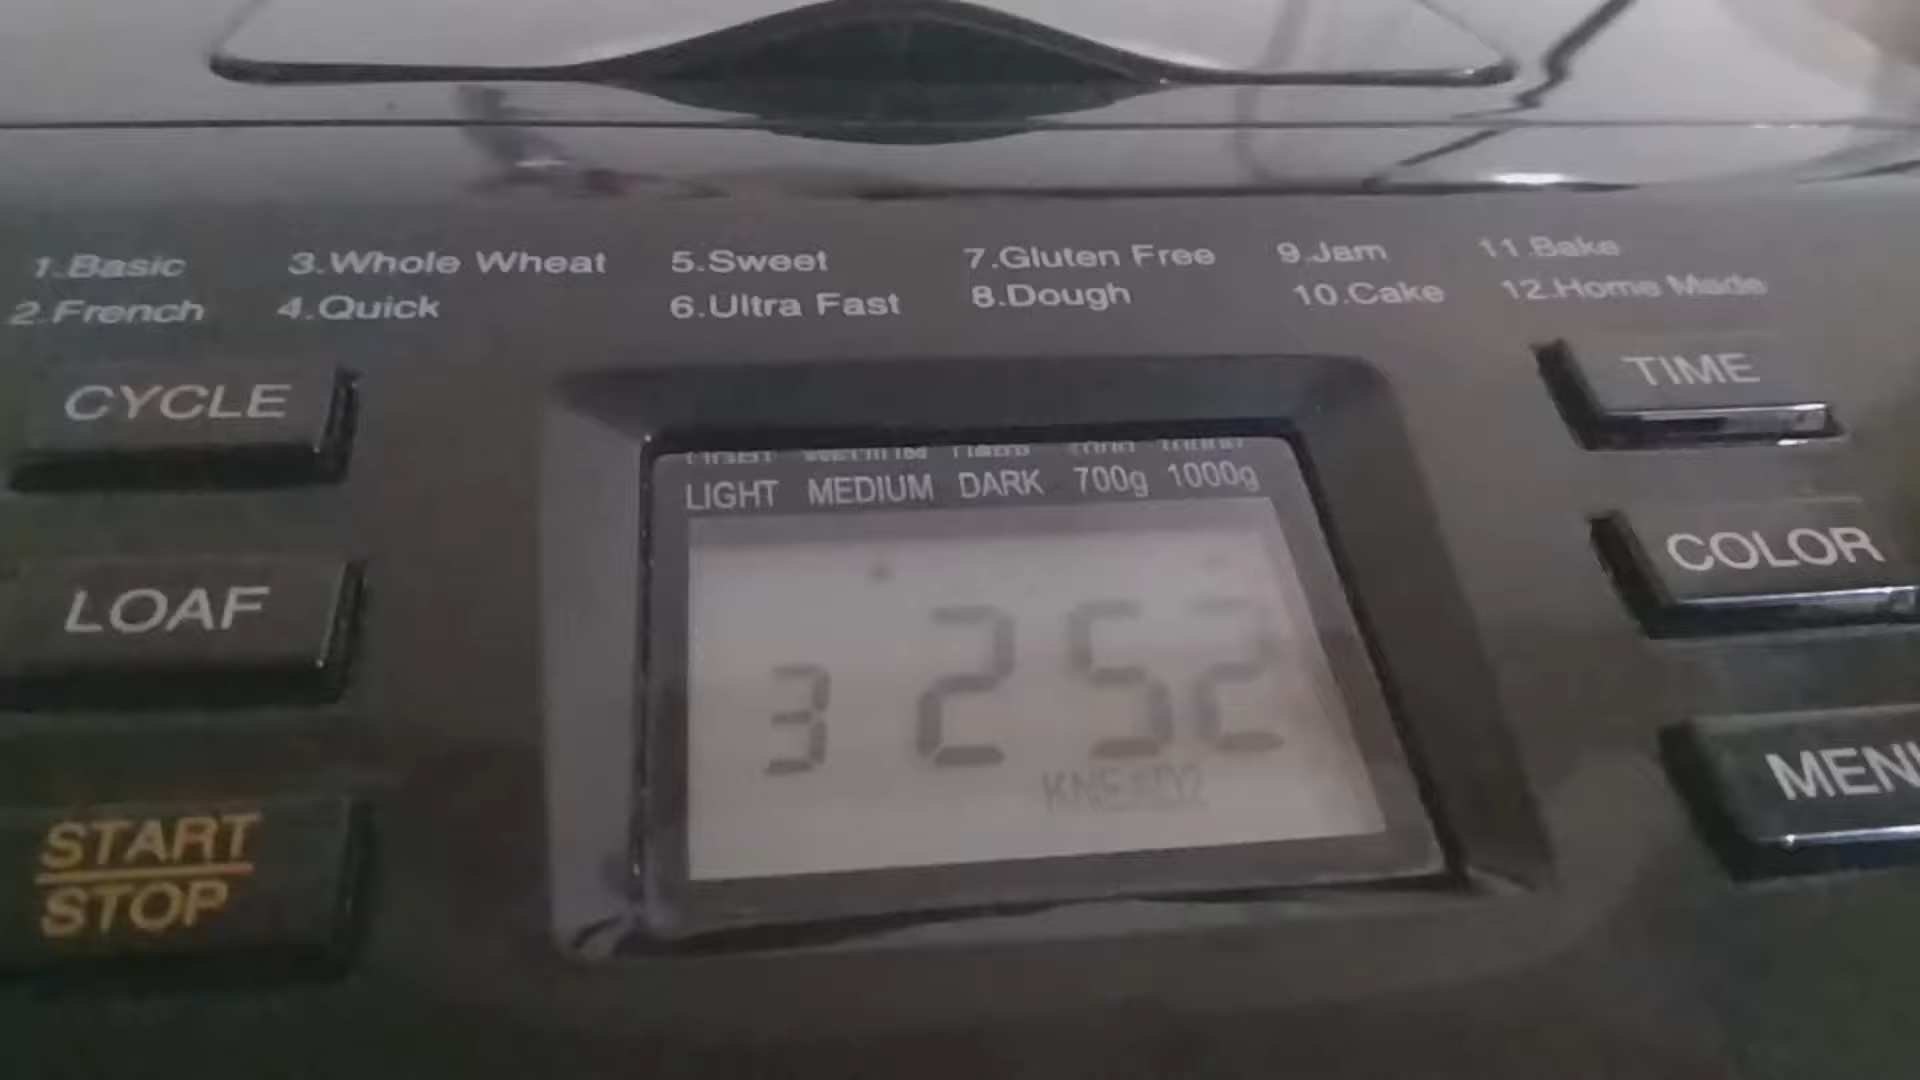 1.Basic 3.Whole Wheat 5.Sweet 7.Gluten Free 9.Jam 11.Bake
2.French 4.Quick 6.Ultra Fast 8.Dough 10.Cake 12.Home Made
CYCLE
TIME
LIGHT MEDIUM DARK 700g 1000g
COLOR
LOAF
3 252
KNEAD2
MENU
START
STOP